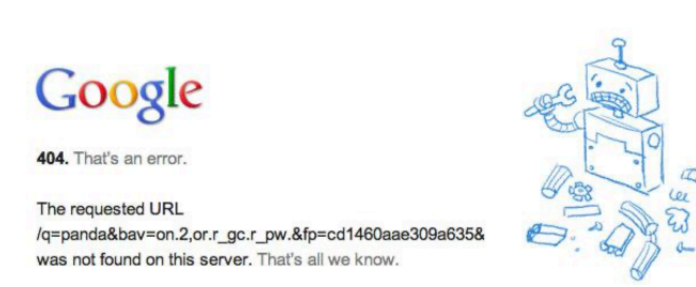 Google
404. That's an error.
The requested URL
/q=panda&bav=on.2,or.r_gc.r_pw.&fp=cd1460aae309a635&
was not found on this server. That's all we know.